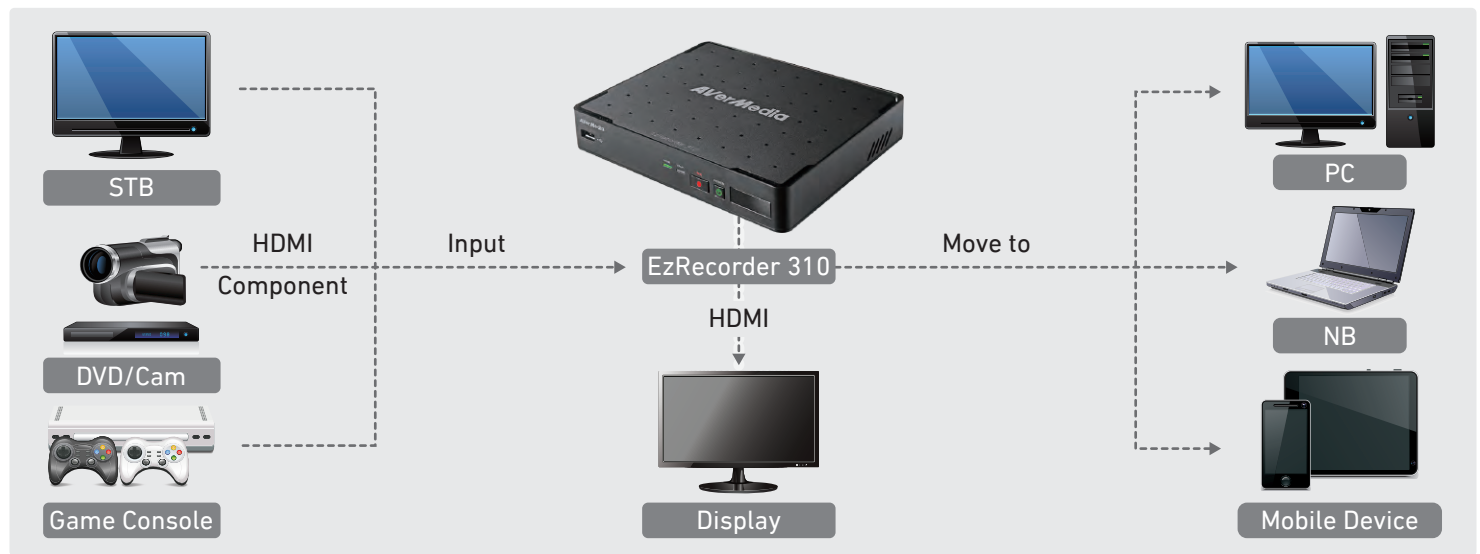 STB
HDMI
Component
DVD/Cam
Game Console
Input
AVerMedia
AVerMedia
EzRecorder 310
HDMI
Display
Move to
PC
NB
Mobile Device